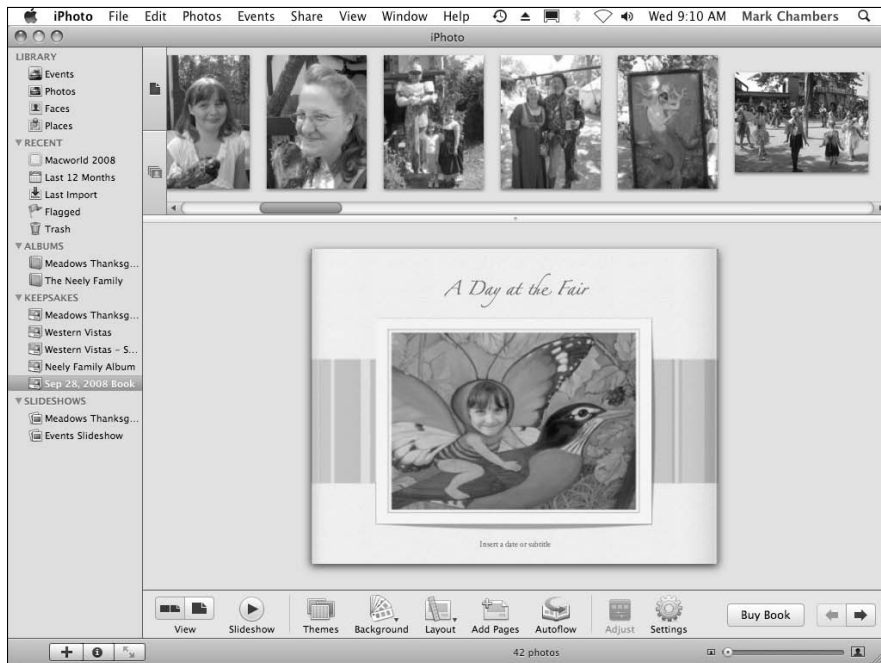 iPhoto File Edit Photos Events Share View Window Help Wed 9:10 AM Mark Chambers
iPhoto
LIBRARY
Events
Photos
Faces
Places
RECENT
Macworld 2008
Last 12 Months
Last Import
Flagged
Trash
ALBUMS
Meadows Thanksg...
The Neely Family
KEEPSAKES
Meadows Thanksg...
Western Vistas
Western Vistas – S...
Neely Family Album
Sep 28, 2008 Book
SLIDESHOWS
Meadows Thanksg...
Events Slideshow
A Day at the Fair
Insert a date or subtitle
View Slideshow Themes Background Layout Add Pages Autoflow Adjust Settings Buy Book
42 photos